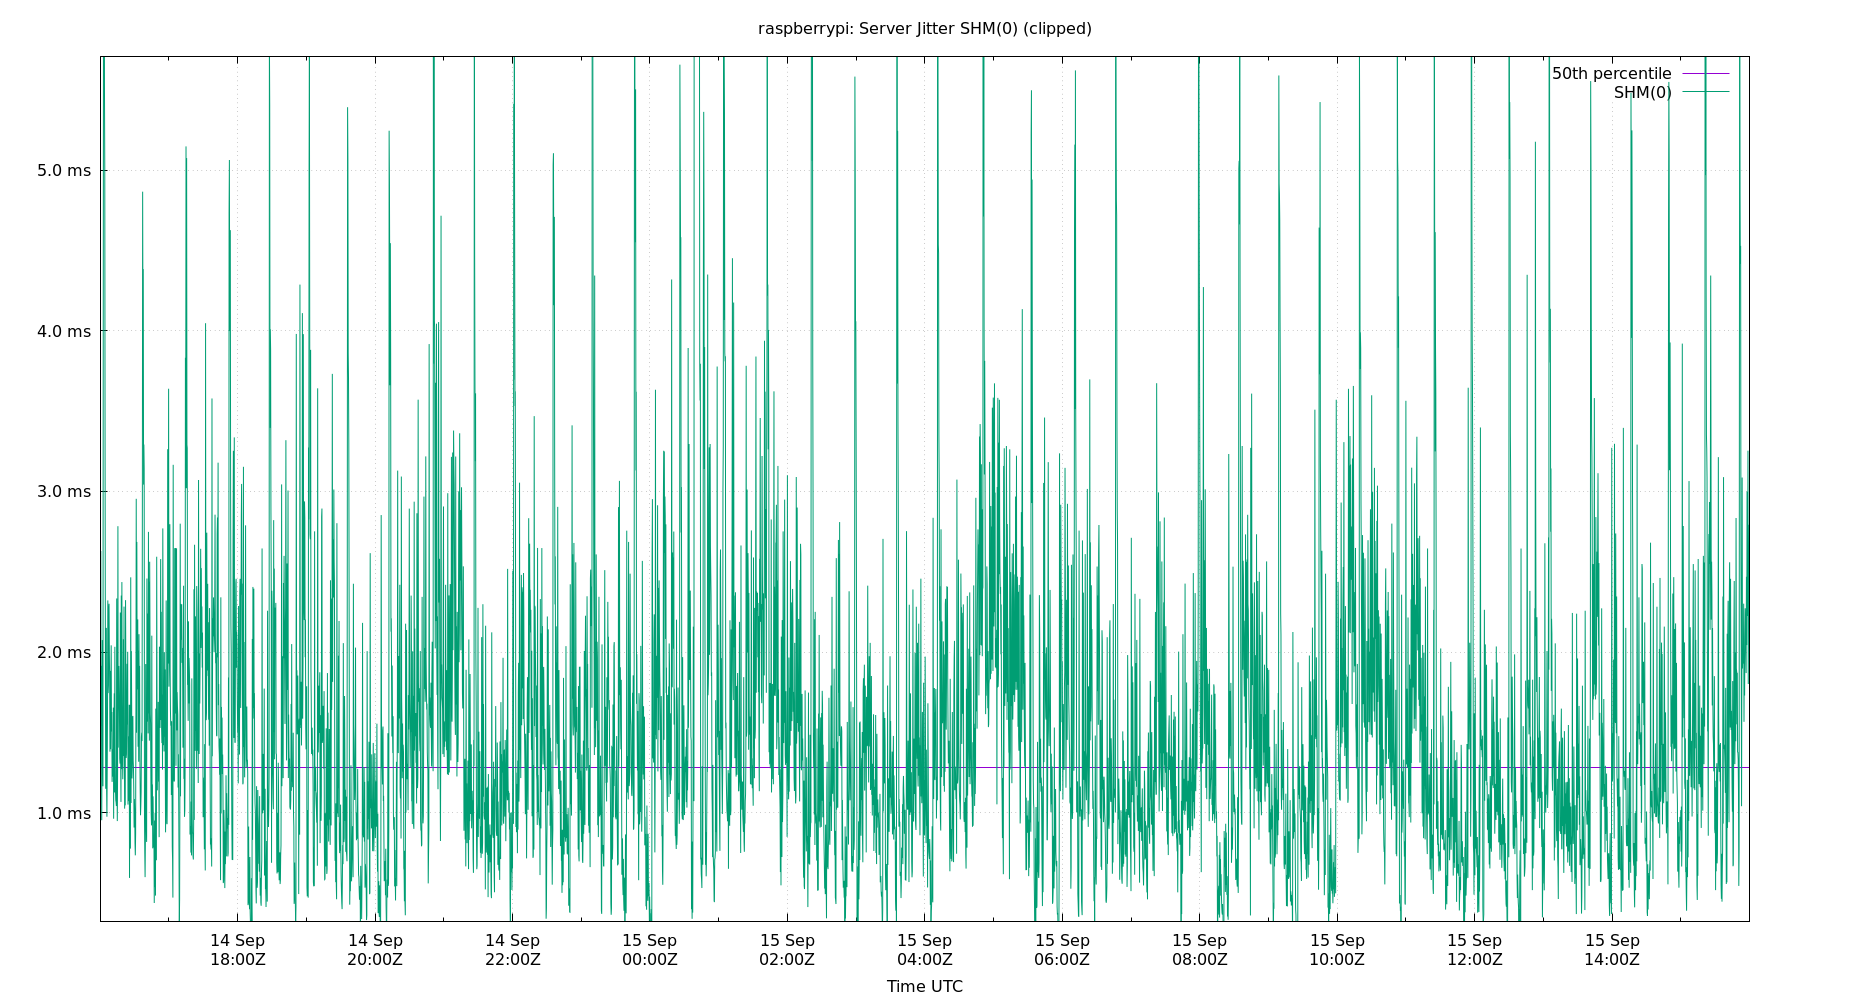 raspberrypi: Server Jitter SHM(0) (clipped)
50th percentile
SHM(0)
5.0 ms
4.0 ms
3.0 ms
2.0 ms
1.0 ms
14 Sep 14 Sep 14 Sep 15 Sep 15 Sep 15 Sep 15 Sep 15 Sep 15 Sep 15 Sep 15 Sep
18:00Z 20:00Z 22:00Z 00:00Z 02:00Z 04:00Z 06:00Z 08:00Z 10:00Z 12:00Z 14:00Z
Time UTC